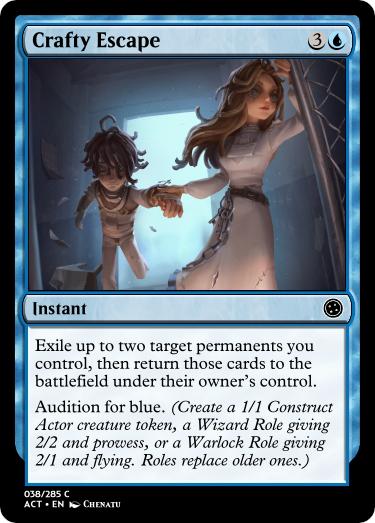 Crafty Escape 3
Instant
Exile up to two target permanents you
control, then return those cards to the
battlefield under their owner's control.
Audition for blue. (Create a 1/1 Construct
Actor creature token, a Wizard Role giving
2/2 and prowess, or a Warlock Role giving
2/1 and flying. Roles replace older ones.)
038/285 C
ACT • EN Chenatu